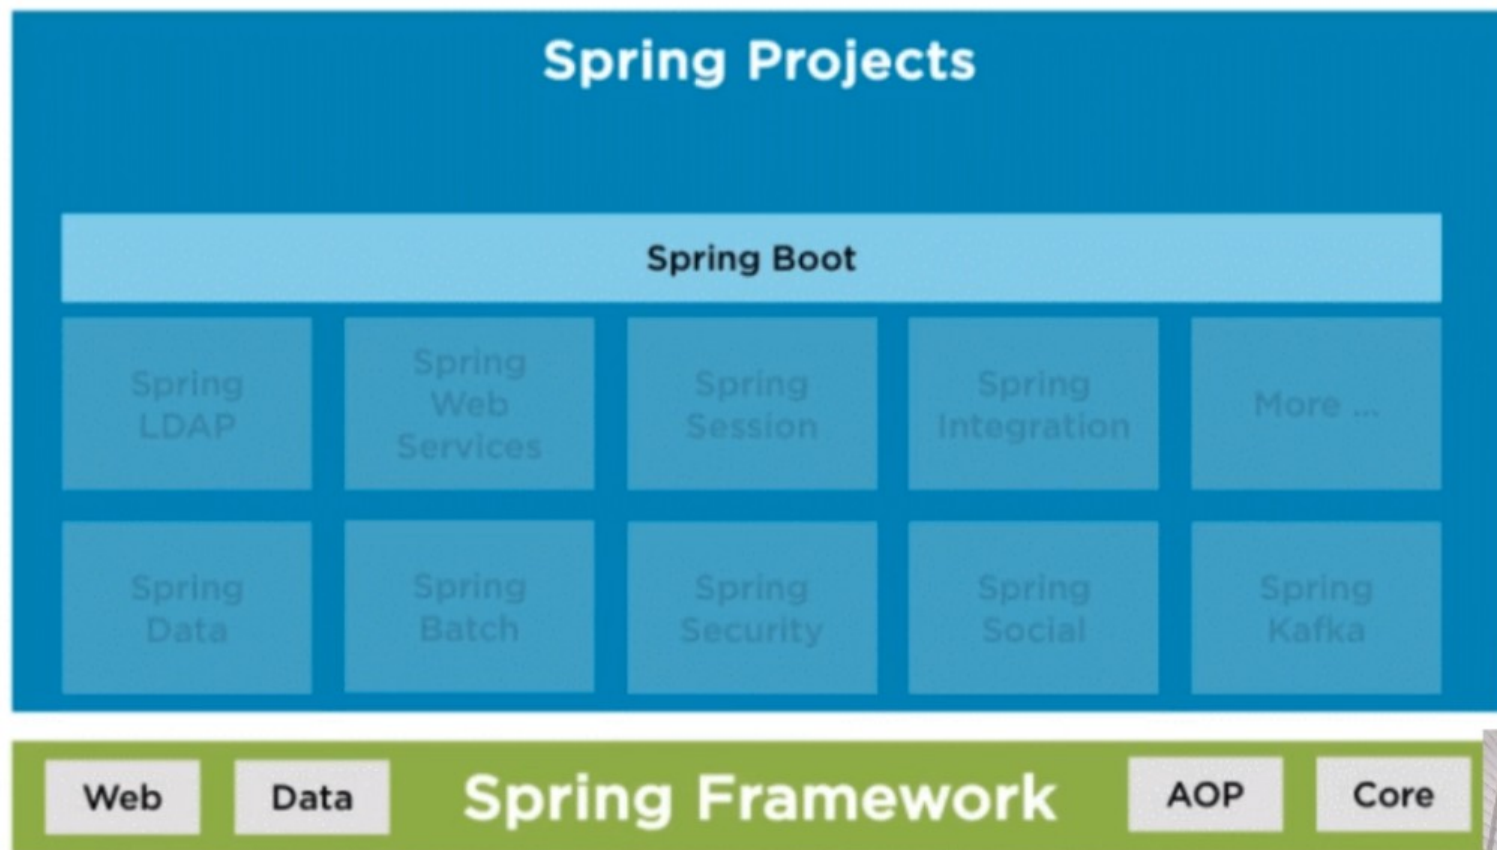 Spring Projects
Spring Boot
Spring
LDAP
Spring
Web
Services
Spring
Session
Spring
Integration
More ...
Spring
Data
Spring
Batch
Spring
Security
Spring
Social
Spring
Kafka
Web
Data
Spring Framework
AOP
Core